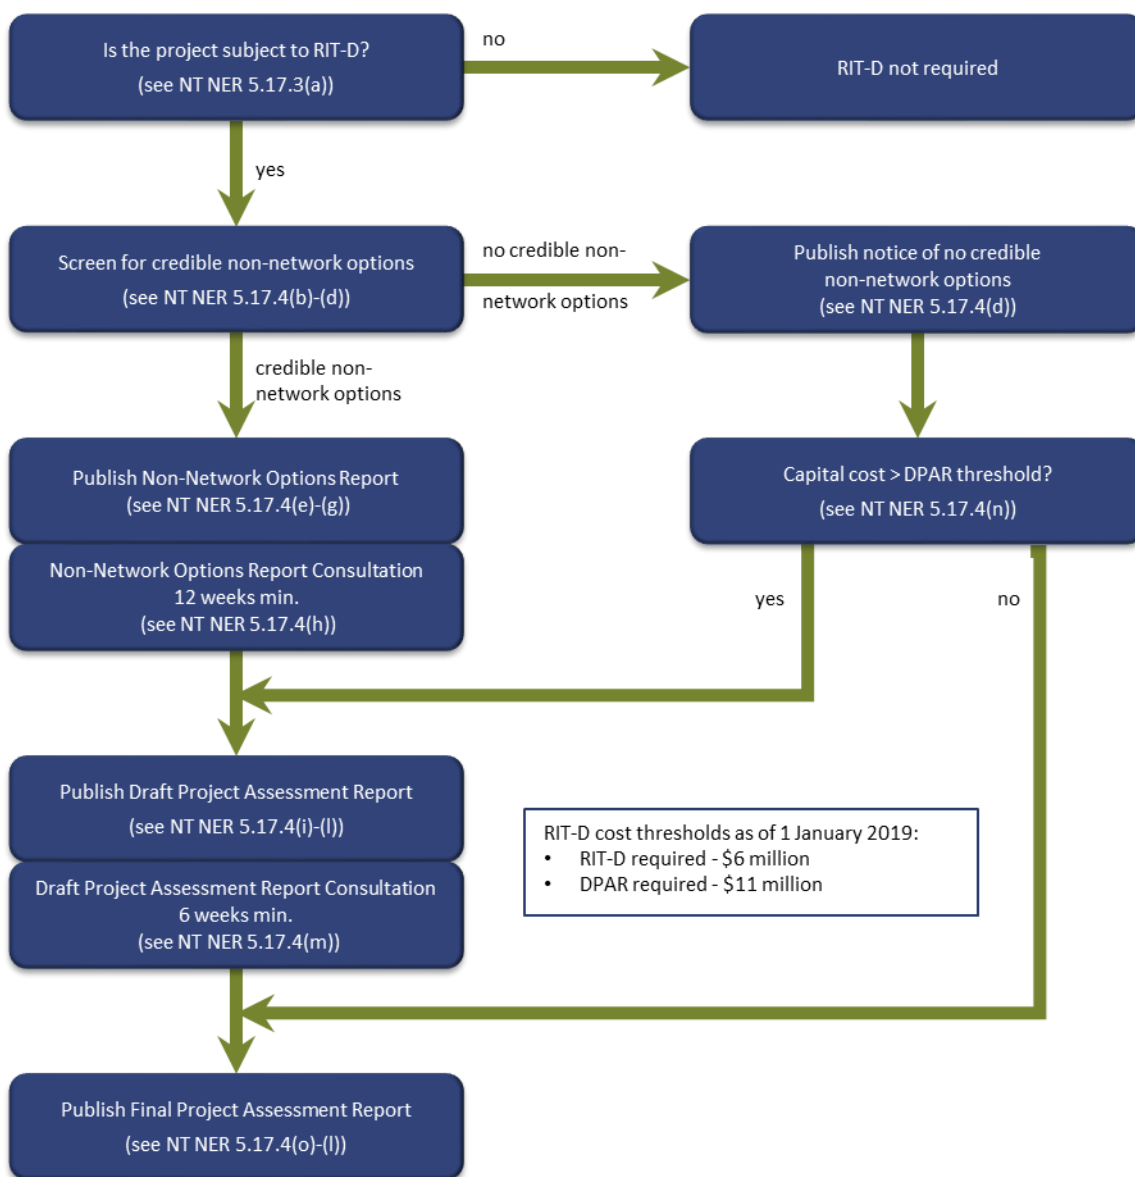 Is the project subject to RIT-D?
(see NT NER 5.17.3(a))
no
RIT-D not required
yes
Screen for credible non-network options
(see NT NER 5.17.4(b)-(d))
no credible non-
network options
Publish notice of no credible
non-network options
(see NT NER 5.17.4(d))
credible non-
network options
Publish Non-Network Options Report
(see NT NER 5.17.4(e)-(g))
Capital cost > DPAR threshold?
(see NT NER 5.17.4(n))
Non-Network Options Report Consultation
12 weeks min.
(see NT NER 5.17.4(h))
yes
no
Publish Draft Project Assessment Report
(see NT NER 5.17.4(i)-(l))
RIT-D cost thresholds as of 1 January 2019:
• RIT-D required - $6 million
• DPAR required - $11 million
Draft Project Assessment Report Consultation
6 weeks min.
(see NT NER 5.17.4(m))
Publish Final Project Assessment Report
(see NT NER 5.17.4(o)-(l))